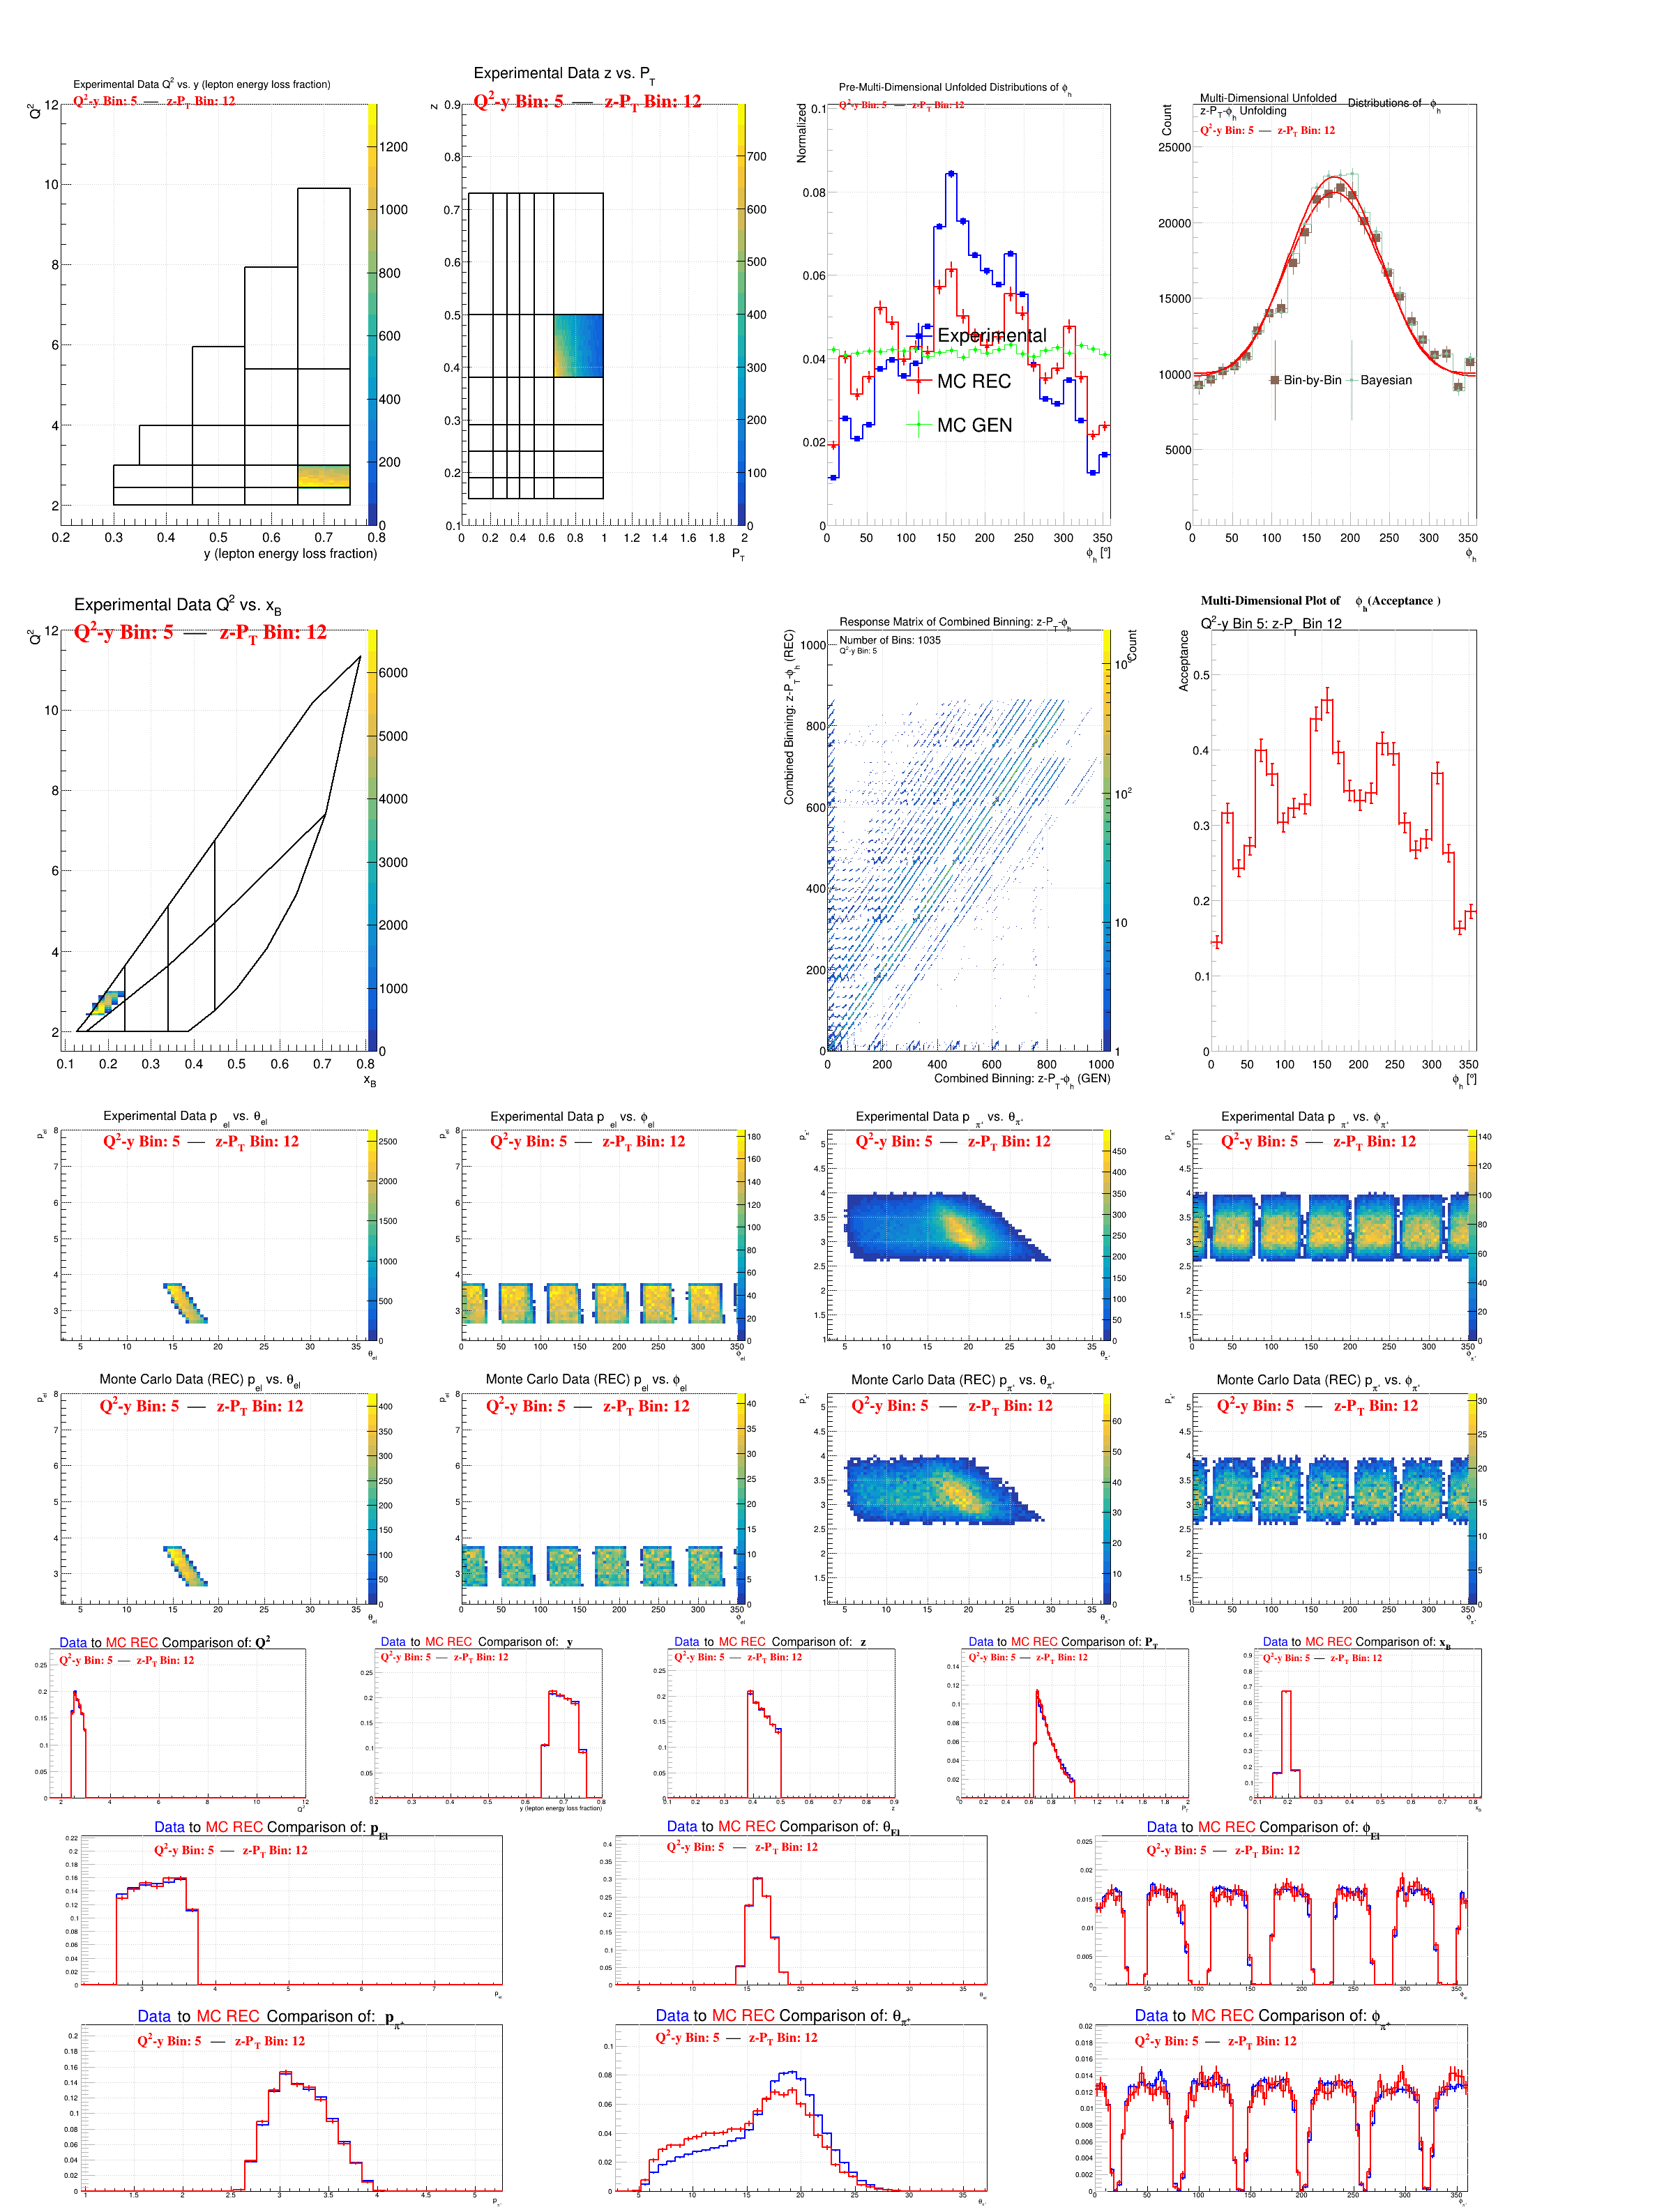 Experimental Data Q² vs. y (lepton energy loss fraction)
Q²-y Bin: 5 — z-P_T Bin: 12
y (lepton energy loss fraction)
Q²
Experimental Data z vs. P_T
Q²-y Bin: 5 — z-P_T Bin: 12
z
P_T
Pre-Multi-Dimensional Unfolded Distributions of ϕ_h
Q²-y Bin: 5 — z-P_T Bin: 12
Normalized
Experimental
MC REC
MC GEN
ϕ_h [°]
Multi-Dimensional Unfolded Distributions of ϕ_h
z-P_T-ϕ_h Unfolding
Q²-y Bin: 5 — z-P_T Bin: 12
Count
Bin-by-Bin
Bayesian
ϕ_h
Experimental Data Q² vs. x_B
Q²-y Bin: 5 — z-P_T Bin: 12
Q²
x_B
Response Matrix of Combined Binning: z-P_T-ϕ_h
Number of Bins: 1035
Q²-y Bin: 5
Combined Binning: z-P_T-ϕ_h (REC)
Combined Binning: z-P_T-ϕ_h (GEN)
Count
Multi-Dimensional Plot of ϕ_h (Acceptance )
Q²-y Bin 5: z-P_T Bin 12
Acceptance
ϕ_h [°]
Experimental Data p_el vs. θ_el
Q²-y Bin: 5 — z-P_T Bin: 12
Experimental Data p_el vs. ϕ_el
Q²-y Bin: 5 — z-P_T Bin: 12
Experimental Data p_π⁺ vs. θ_π⁺
Q²-y Bin: 5 — z-P_T Bin: 12
Experimental Data p_π⁺ vs. ϕ_π⁺
Q²-y Bin: 5 — z-P_T Bin: 12
Monte Carlo Data (REC) p_el vs. θ_el
Q²-y Bin: 5 — z-P_T Bin: 12
Monte Carlo Data (REC) p_el vs. ϕ_el
Q²-y Bin: 5 — z-P_T Bin: 12
Monte Carlo Data (REC) p_π⁺ vs. θ_π⁺
Q²-y Bin: 5 — z-P_T Bin: 12
Monte Carlo Data (REC) p_π⁺ vs. ϕ_π⁺
Q²-y Bin: 5 — z-P_T Bin: 12
Data to MC REC Comparison of: Q²
Q²-y Bin: 5 — z-P_T Bin: 12
Data to MC REC Comparison of: y
Q²-y Bin: 5 — z-P_T Bin: 12
y (lepton energy loss fraction)
Data to MC REC Comparison of: z
Q²-y Bin: 5 — z-P_T Bin: 12
Data to MC REC Comparison of: P_T
Q²-y Bin: 5 — z-P_T Bin: 12
Data to MC REC Comparison of: x_B
Q²-y Bin: 5 — z-P_T Bin: 12
Data to MC REC Comparison of: p_El
Q²-y Bin: 5 — z-P_T Bin: 12
Data to MC REC Comparison of: θ_El
Q²-y Bin: 5 — z-P_T Bin: 12
Data to MC REC Comparison of: ϕ_El
Q²-y Bin: 5 — z-P_T Bin: 12
Data to MC REC Comparison of: p_π⁺
Q²-y Bin: 5 — z-P_T Bin: 12
Data to MC REC Comparison of: θ_π⁺
Q²-y Bin: 5 — z-P_T Bin: 12
Data to MC REC Comparison of: ϕ_π⁺
Q²-y Bin: 5 — z-P_T Bin: 12